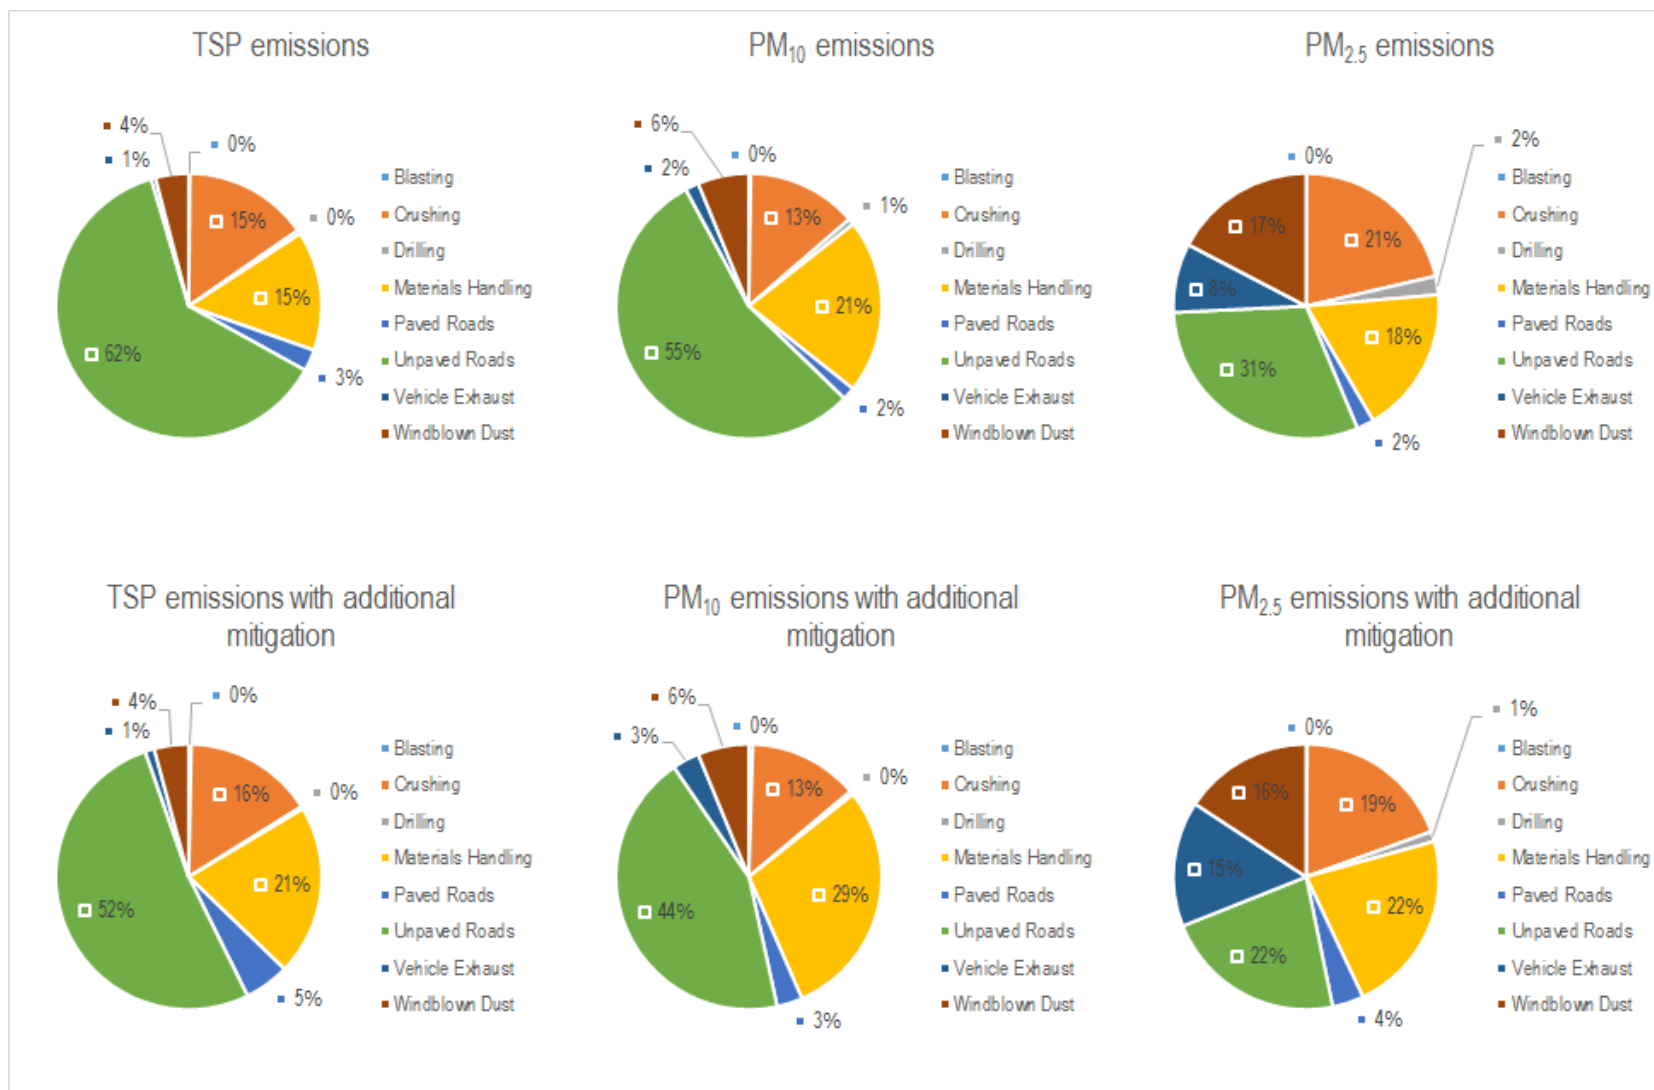 TSP emissions
4%
0%
1%
15%
0%
15%
62%
3%
Blasting
Crushing
Drilling
Materials Handling
Paved Roads
Unpaved Roads
Vehicle Exhaust
Windblown Dust
PM10 emissions
6%
0%
2%
13%
1%
21%
55%
2%
Blasting
Crushing
Drilling
Materials Handling
Paved Roads
Unpaved Roads
Vehicle Exhaust
Windblown Dust
PM2.5 emissions
0%
2%
17%
21%
8%
18%
31%
2%
Blasting
Crushing
Drilling
Materials Handling
Paved Roads
Unpaved Roads
Vehicle Exhaust
Windblown Dust
TSP emissions with additional
mitigation
4%
0%
1%
16%
0%
21%
52%
5%
Blasting
Crushing
Drilling
Materials Handling
Paved Roads
Unpaved Roads
Vehicle Exhaust
Windblown Dust
PM10 emissions with additional
mitigation
6%
0%
3%
13%
0%
29%
44%
3%
Blasting
Crushing
Drilling
Materials Handling
Paved Roads
Unpaved Roads
Vehicle Exhaust
Windblown Dust
PM2.5 emissions with additional
mitigation
0%
1%
16%
19%
15%
22%
22%
4%
Blasting
Crushing
Drilling
Materials Handling
Paved Roads
Unpaved Roads
Vehicle Exhaust
Windblown Dust